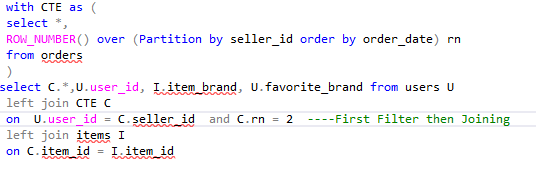 with CTE as (
select *,
ROW_NUMBER() over (Partition by seller_id order by order_date) rn
from orders
)
select C.*,U.user_id, I.item_brand, U.favorite_brand from users U
left join CTE C
on U.user_id = C.seller_id and C.rn = 2 ----First Filter then Joining
left join items I
on C.item_id = I.item_id